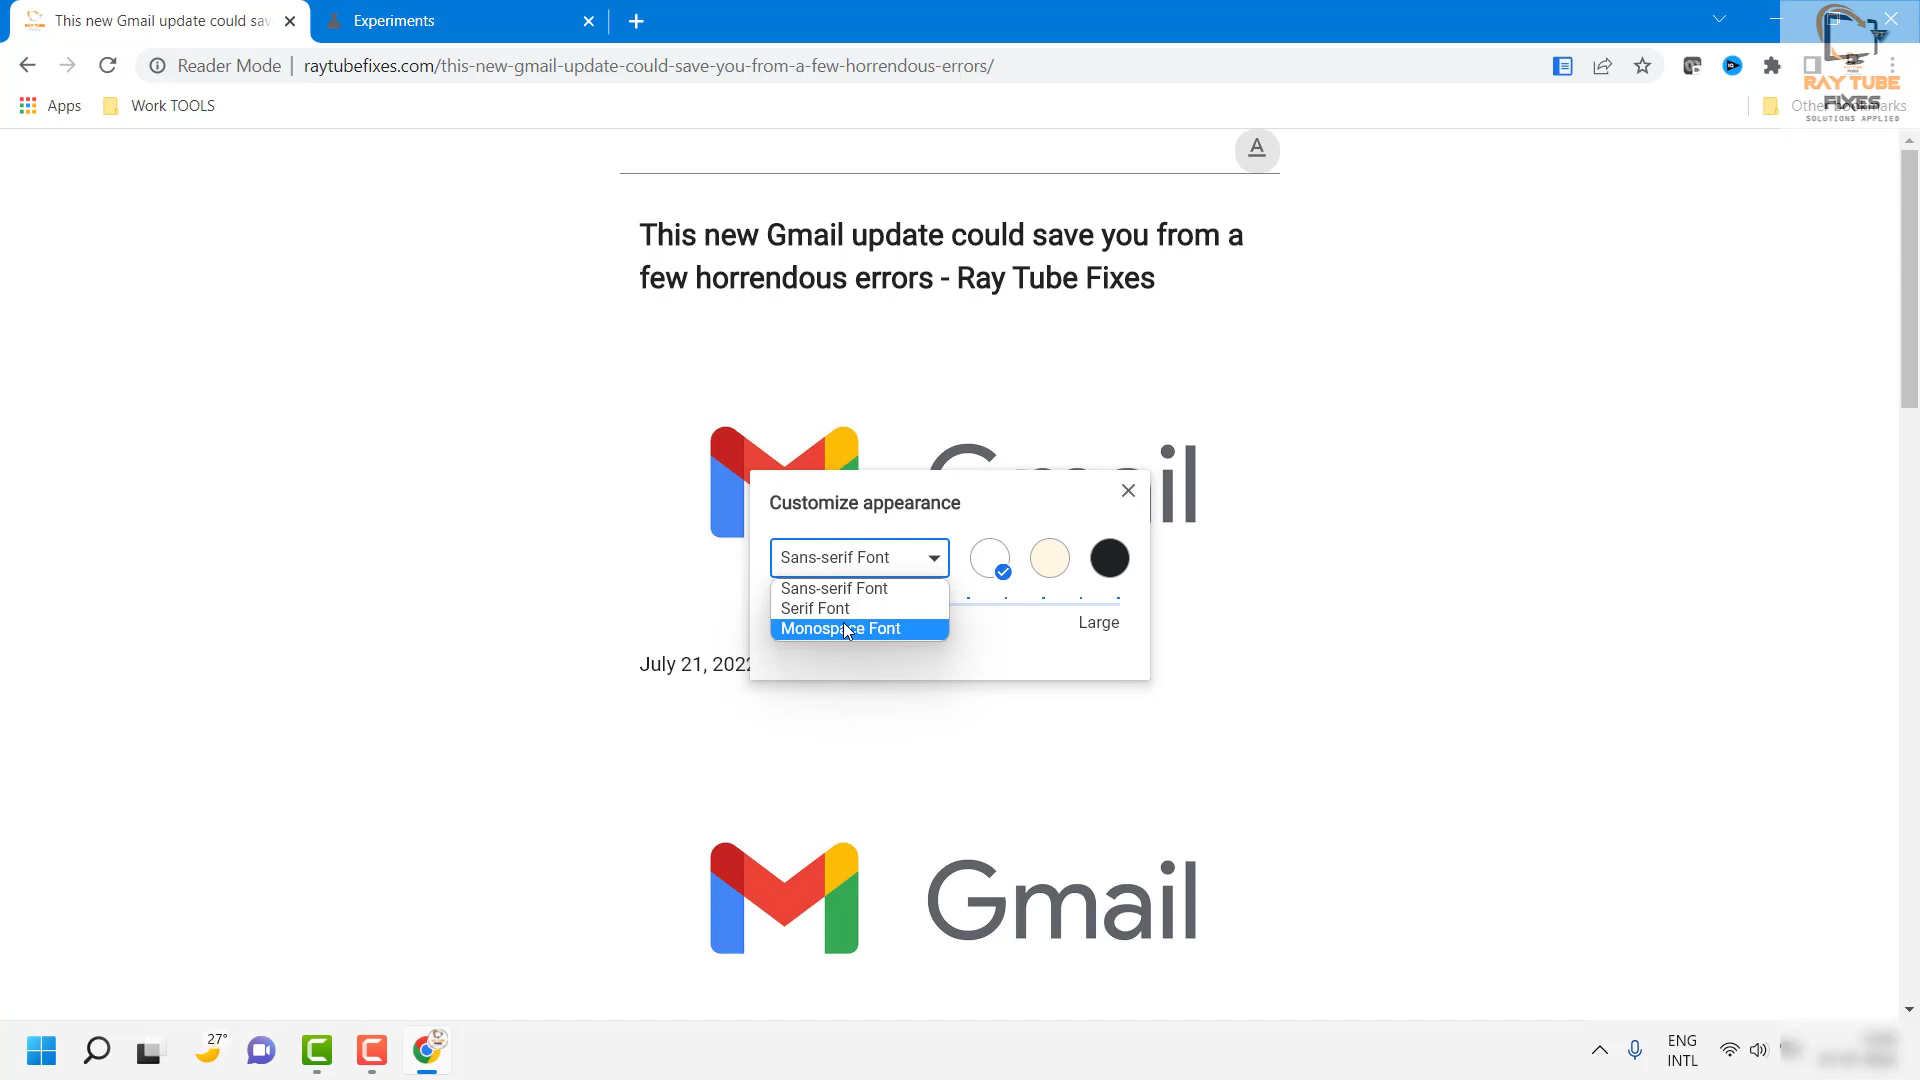 This new Gmail update could sav
Experiments
Reader Mode | raytubefixes.com/this-new-gmail-update-could-save-you-from-a-few-horrendous-errors/
RAY TUBE
FIXES
SOLUTIONS APPLIED
Apps
Work TOOLS
A
This new Gmail update could save you from a
few horrendous errors - Ray Tube Fixes
Customize appearance
Sans-serif Font
Sans-serif Font
Serif Font
Monospace Font
Large
July 21, 2022
Gmail
27°
ENG
INTL